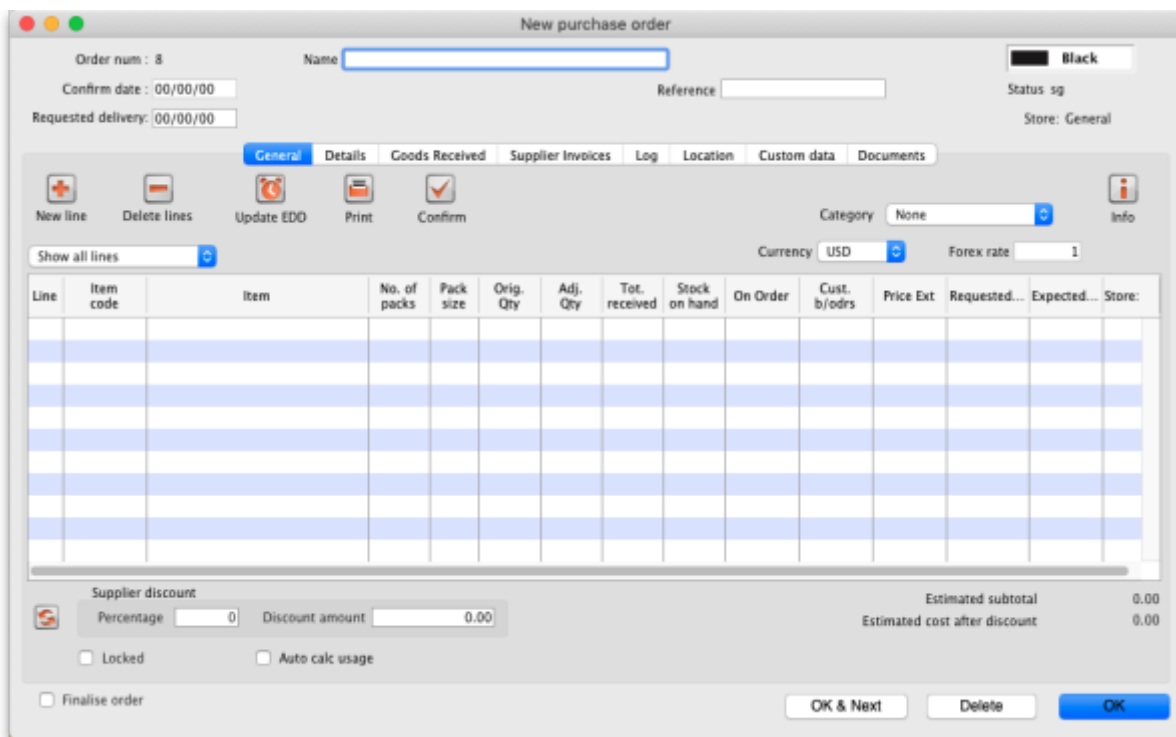 New purchase order
Order num : 8
Name
Black
Confirm date : 00/00/00
Reference
Status sg
Requested delivery: 00/00/00
Store: General
General Details Goods Received Supplier Invoices Log Location Custom data Documents
New line Delete lines Update EDD Print Confirm
Category None
Info
Show all lines
Currency USD
Forex rate 1
Line Item code Item No. of packs Pack size Orig. Qty Adj. Qty Tot. received Stock on hand On Order Cust. b/odrs Price Ext Requested... Expected... Store:
Supplier discount
Estimated subtotal 0.00
Percentage 0 Discount amount 0.00
Estimated cost after discount 0.00
Locked Auto calc usage
Finalise order
OK & Next Delete OK